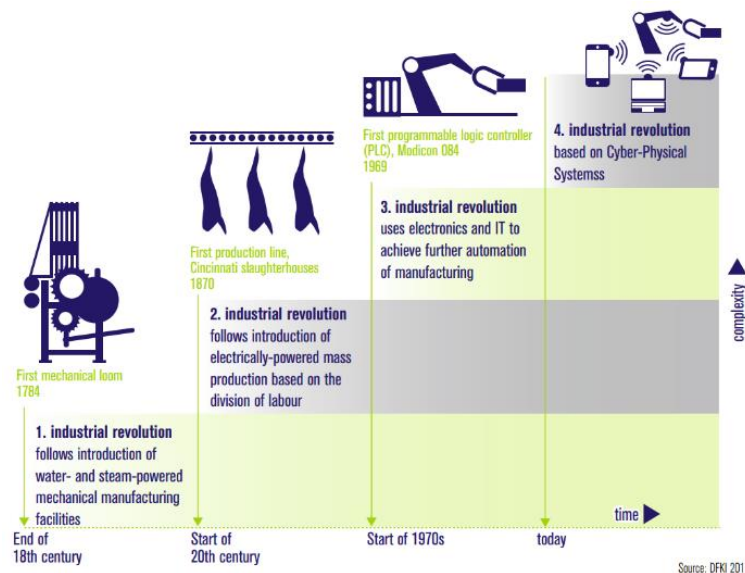 First mechanical loom
1784
First production line,
Cincinnati slaughterhouses
1870
First programmable logic controller
(PLC), Modicon 084
1969
1. industrial revolution
follows introduction of
water- and steam-powered
mechanical manufacturing
facilities
2. industrial revolution
follows introduction of
electrically-powered mass
production based on the
division of labour
3. industrial revolution
uses electronics and IT to
achieve further automation
of manufacturing
4. industrial revolution
based on Cyber-Physical
Systemss
complexity
time
End of
18th century
Start of
20th century
Start of 1970s
today
Source: DFKI 201